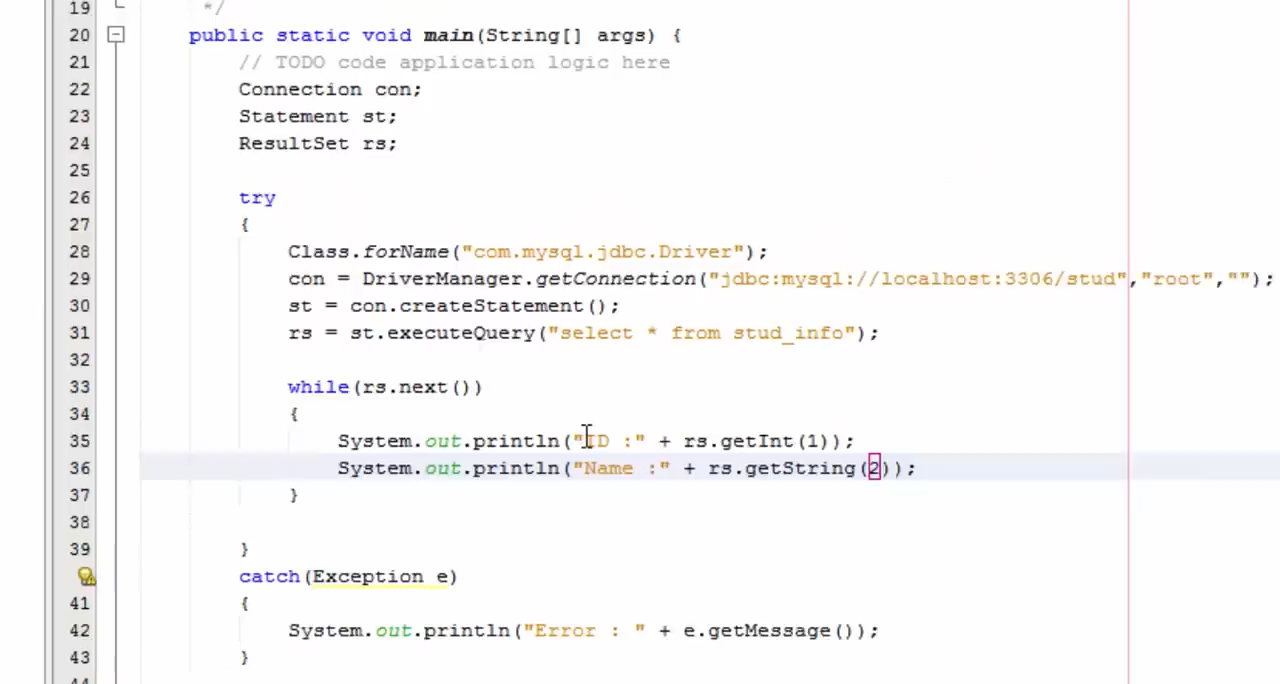 19 */
20 public static void main(String[] args) {
21 // TODO code application logic here
22 Connection con;
23 Statement st;
24 ResultSet rs;
25
26 try
27 {
28 Class.forName("com.mysql.jdbc.Driver");
29 con = DriverManager.getConnection("jdbc:mysql://localhost:3306/stud","root","");
30 st = con.createStatement();
31 rs = st.executeQuery("select * from stud_info");
32
33 while(rs.next())
34 {
35 System.out.println("ID :" + rs.getInt(1));
36 System.out.println("Name :" + rs.getString(2));
37 }
38
39 }
catch(Exception e)
41 {
42 System.out.println("Error : " + e.getMessage());
43 }
44